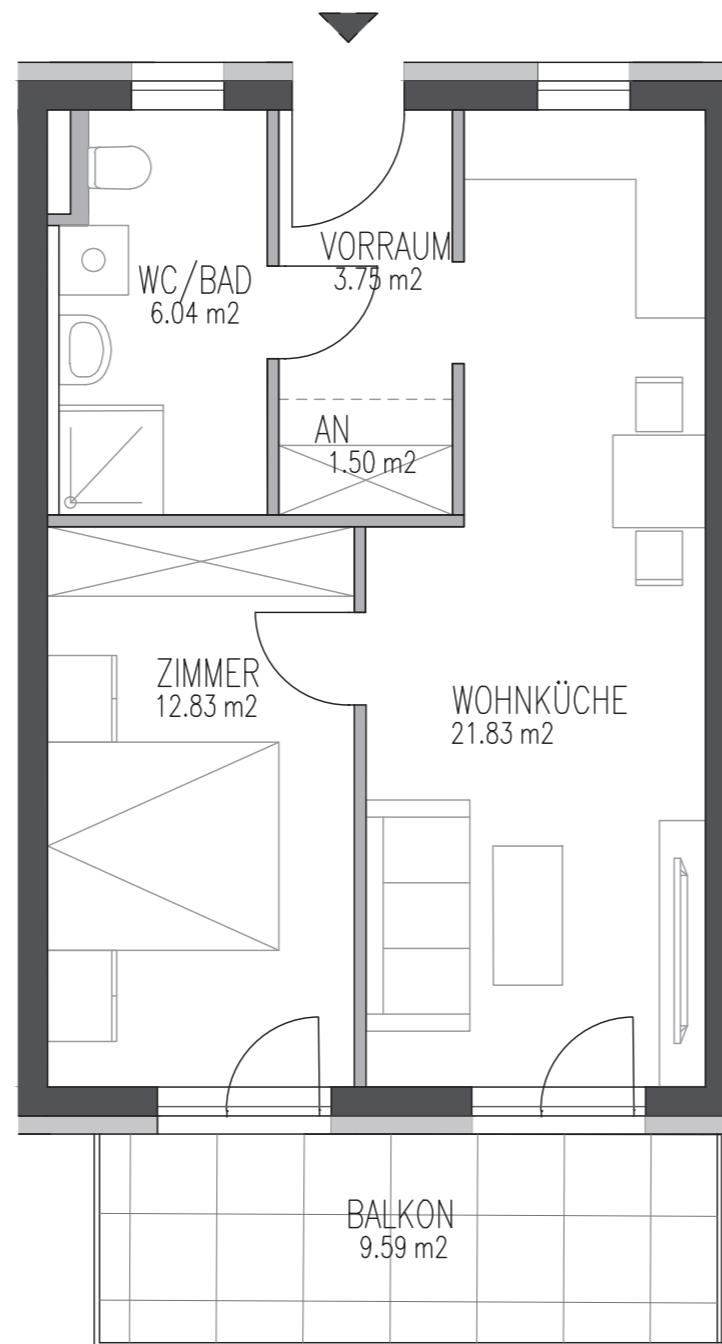 VORRAUM
3.75 m2
WC/BAD
6.04 m2
AN
1.50 m2
ZIMMER
12.83 m2
WOHNKÜCHE
21.83 m2
BALKON
9.59 m2